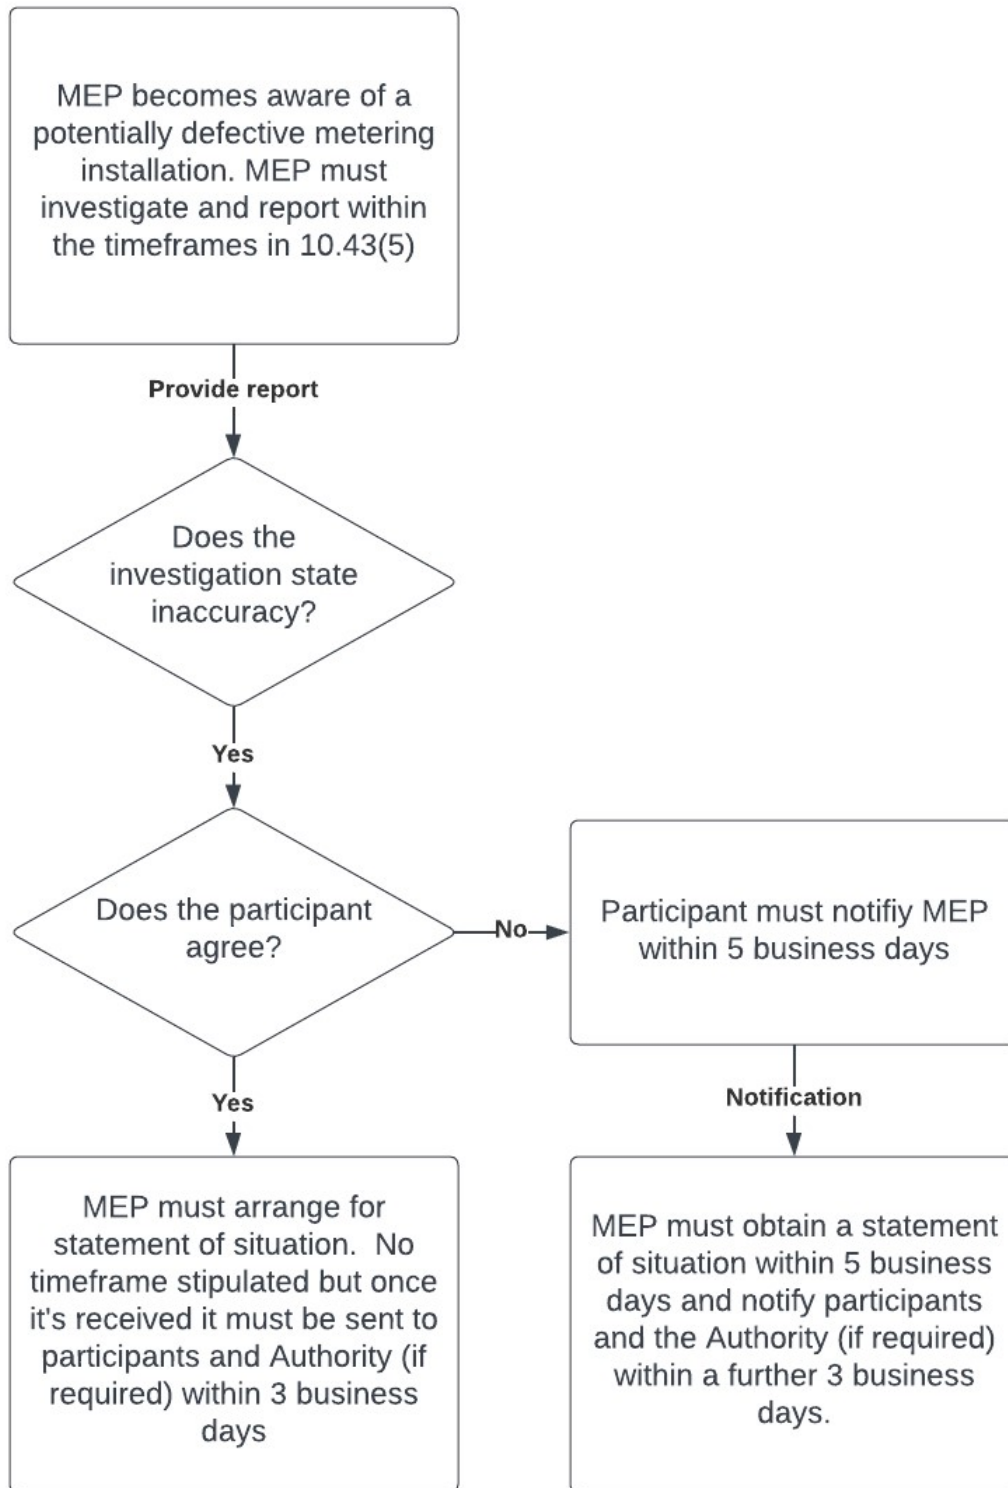 MEP becomes aware of a
potentially defective metering
installation. MEP must
investigate and report within
the timeframes in 10.43(5)
Provide report
Does the
investigation state
inaccuracy?
Yes
Does the participant
agree?
No
Participant must notifiy MEP
within 5 business days
Yes
Notification
MEP must arrange for
statement of situation.  No
timeframe stipulated but once
it's received it must be sent to
participants and Authority (if
required) within 3 business
days
MEP must obtain a statement
of situation within 5 business
days and notify participants
and the Authority (if required)
within a further 3 business
days.